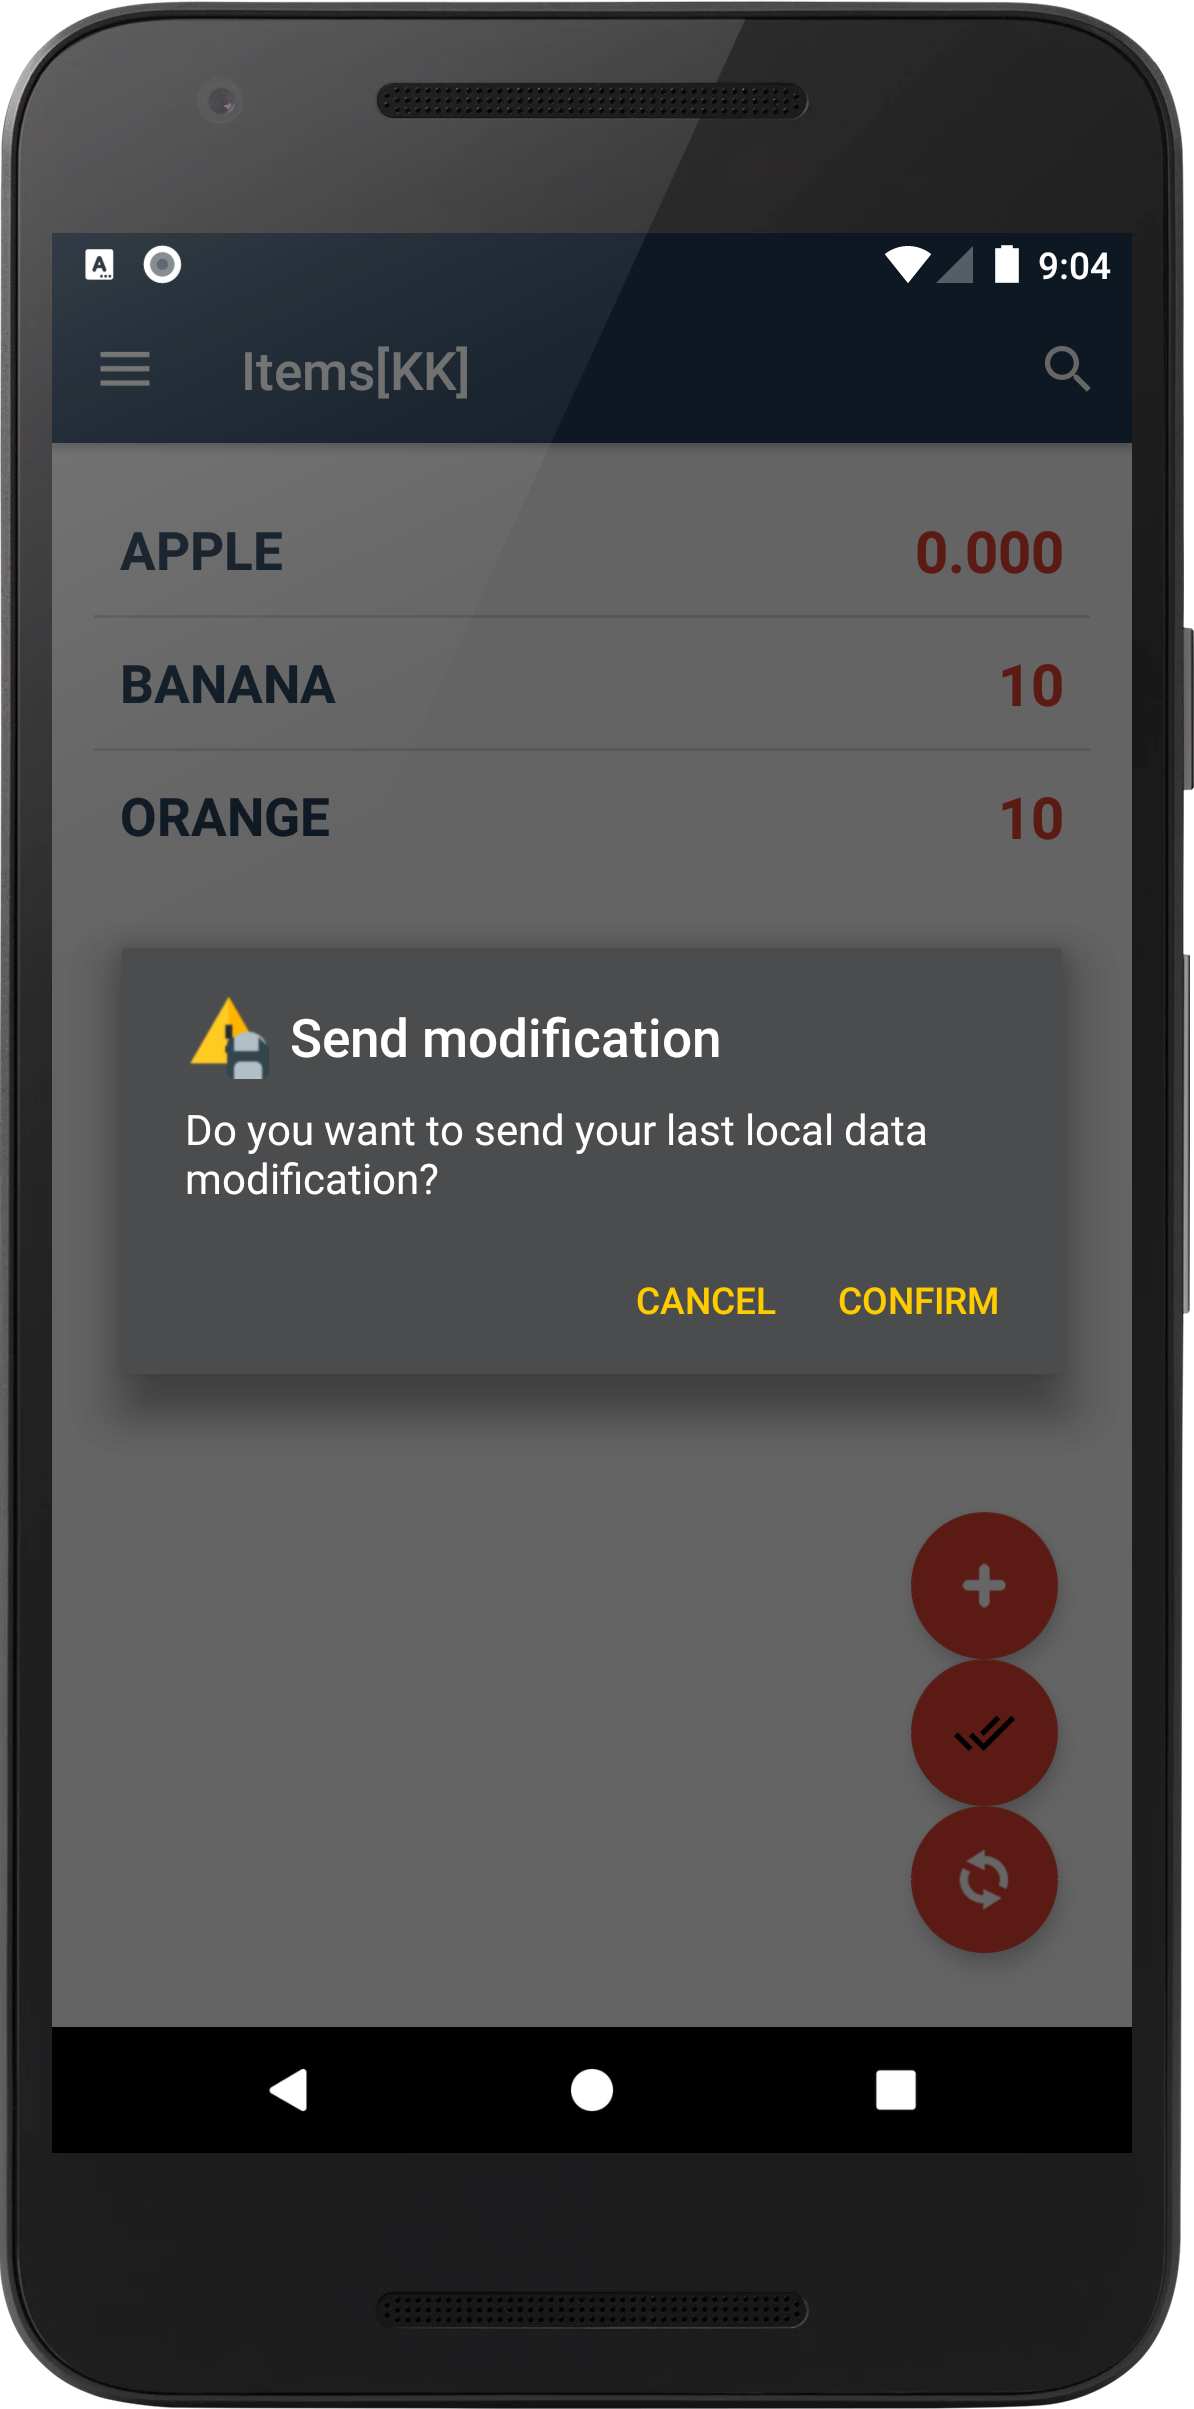 9:04
Items[KK]
APPLE 0.000
BANANA 10
ORANGE 10
Send modification
Do you want to send your last local data
modification?
CANCEL CONFIRM